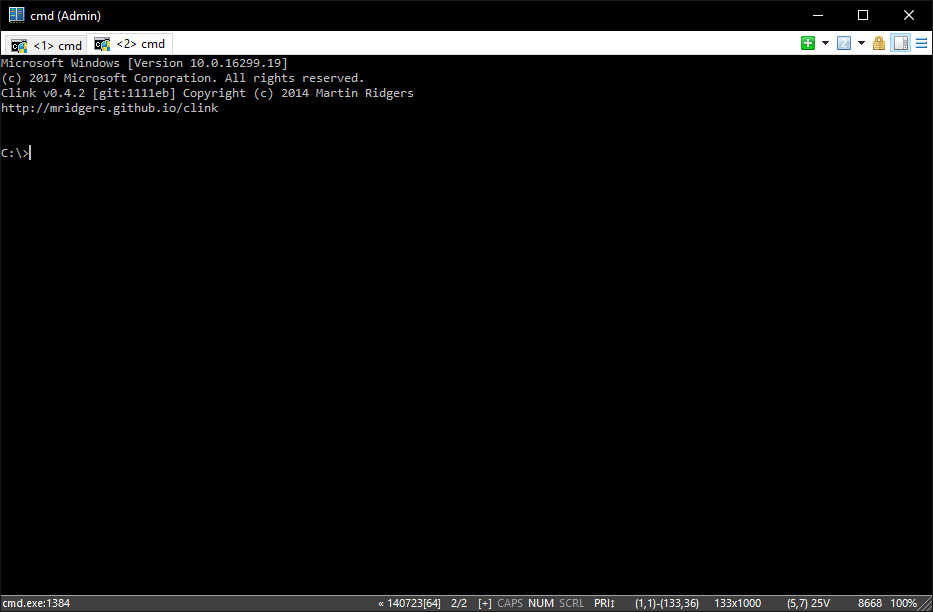 cmd (Admin)
<1> cmd
<2> cmd
Microsoft Windows [Version 10.0.16299.19]
(c) 2017 Microsoft Corporation. All rights reserved.
Clink v0.4.2 [git:1111eb] Copyright (c) 2014 Martin Ridgers
http://mridgers.github.io/clink
C:\>
cmd.exe:1384 « 140723[64] 2/2 [+] CAPS NUM SCRL PRI↕ (1,1)-(133,36) 133x1000 (5,7) 25V 8668 100%